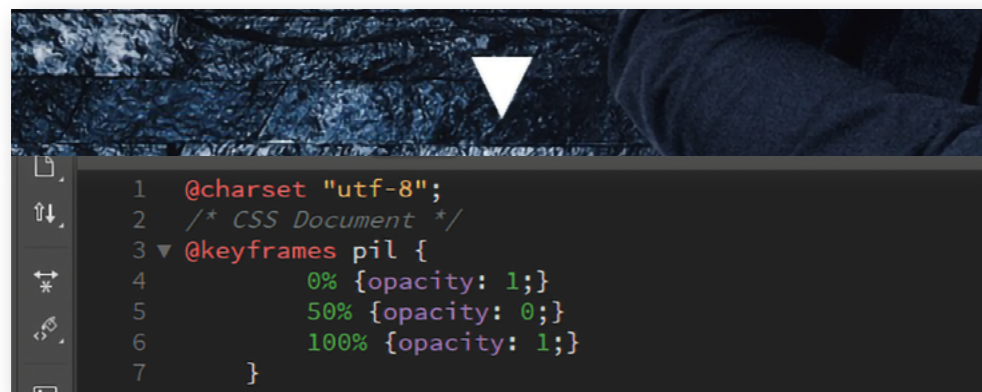 1 @charset "utf-8";
2 /* CSS Document */
3 ▼ @keyframes pil {
4 0% {opacity: 1;}
5 50% {opacity: 0;}
6 100% {opacity: 1;}
7 }